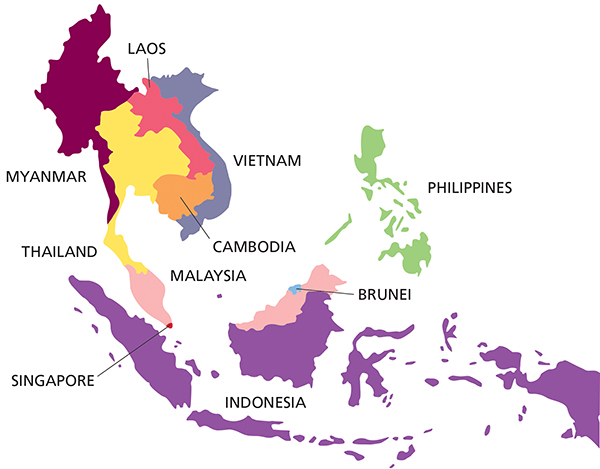 LAOS
VIETNAM
MYANMAR
PHILIPPINES
CAMBODIA
THAILAND
MALAYSIA
BRUNEI
SINGAPORE
INDONESIA